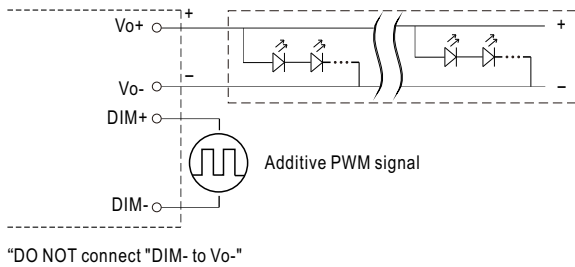 Vo+
+
+
Vo-
–
–
DIM+
Additive PWM signal
DIM-
“DO NOT connect "DIM- to Vo-"